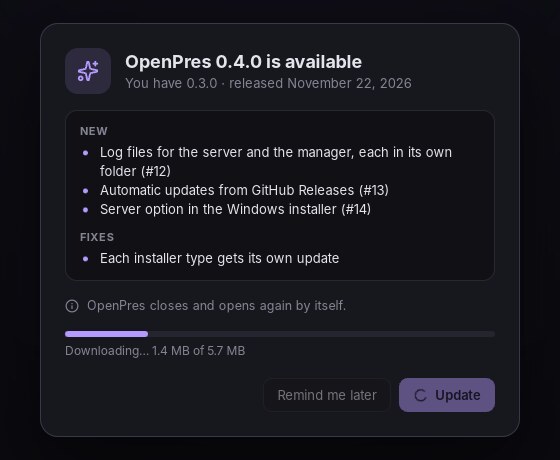 OpenPres 0.4.0 is available
You have 0.3.0 · released November 22, 2026
NEW
Log files for the server and the manager, each in its own
folder (#12)
Automatic updates from GitHub Releases (#13)
Server option in the Windows installer (#14)
FIXES
Each installer type gets its own update
OpenPres closes and opens again by itself.
Downloading... 1.4 MB of 5.7 MB
Remind me later
Update